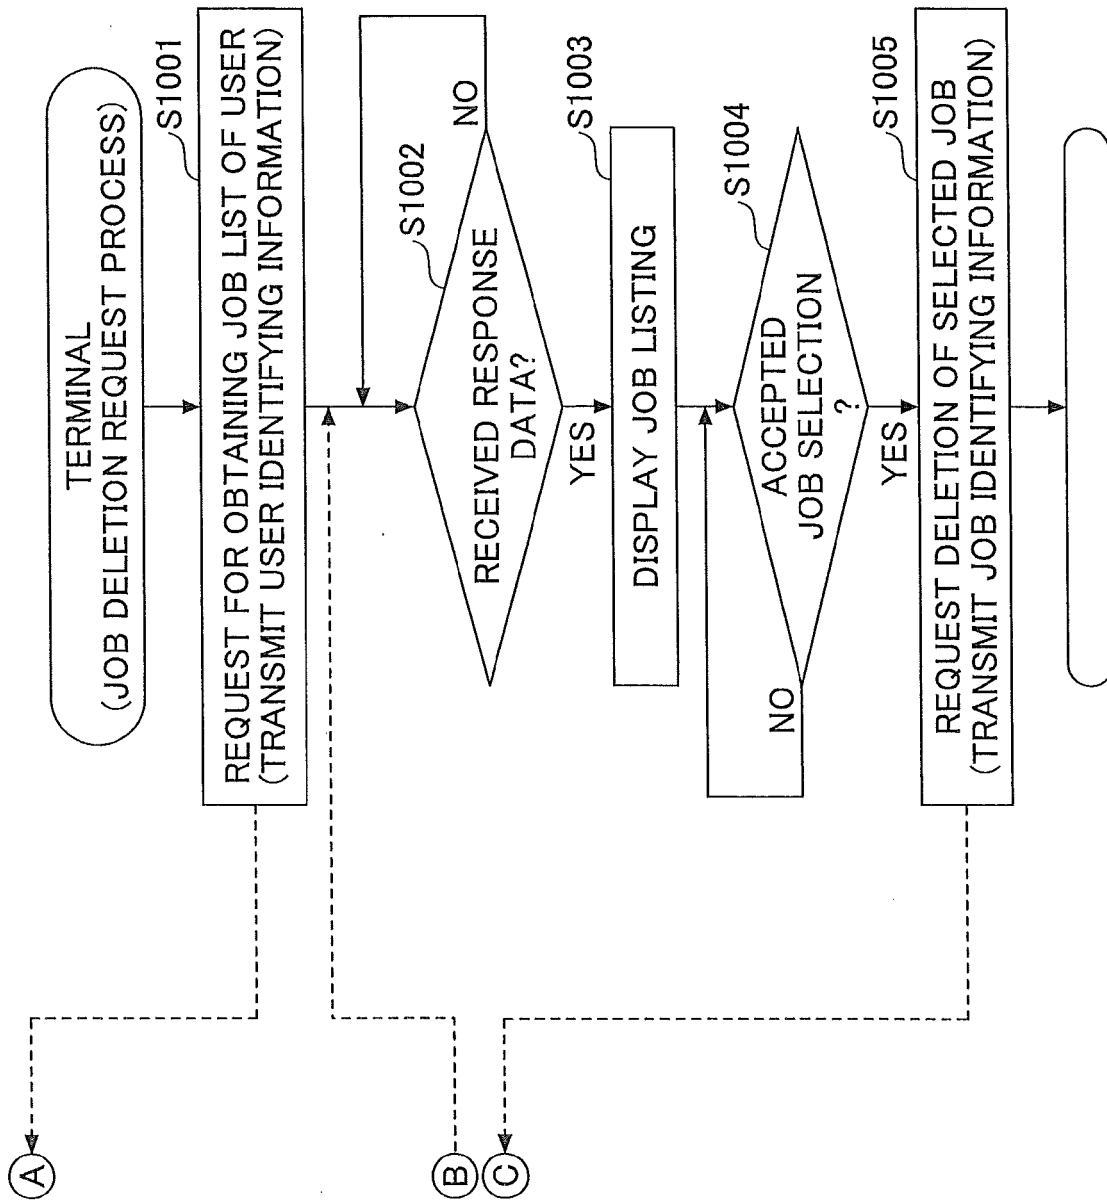 TERMINAL
(JOB DELETION REQUEST PROCESS)
S1001
REQUEST FOR OBTAINING JOB LIST OF USER
(TRANSMIT USER IDENTIFYING INFORMATION)
A
S1002
RECEIVED RESPONSE
DATA?
NO
YES
B
S1003
DISPLAY JOB LISTING
S1004
ACCEPTED
JOB SELECTION
?
NO
YES
S1005
REQUEST DELETION OF SELECTED JOB
(TRANSMIT JOB IDENTIFYING INFORMATION)
C